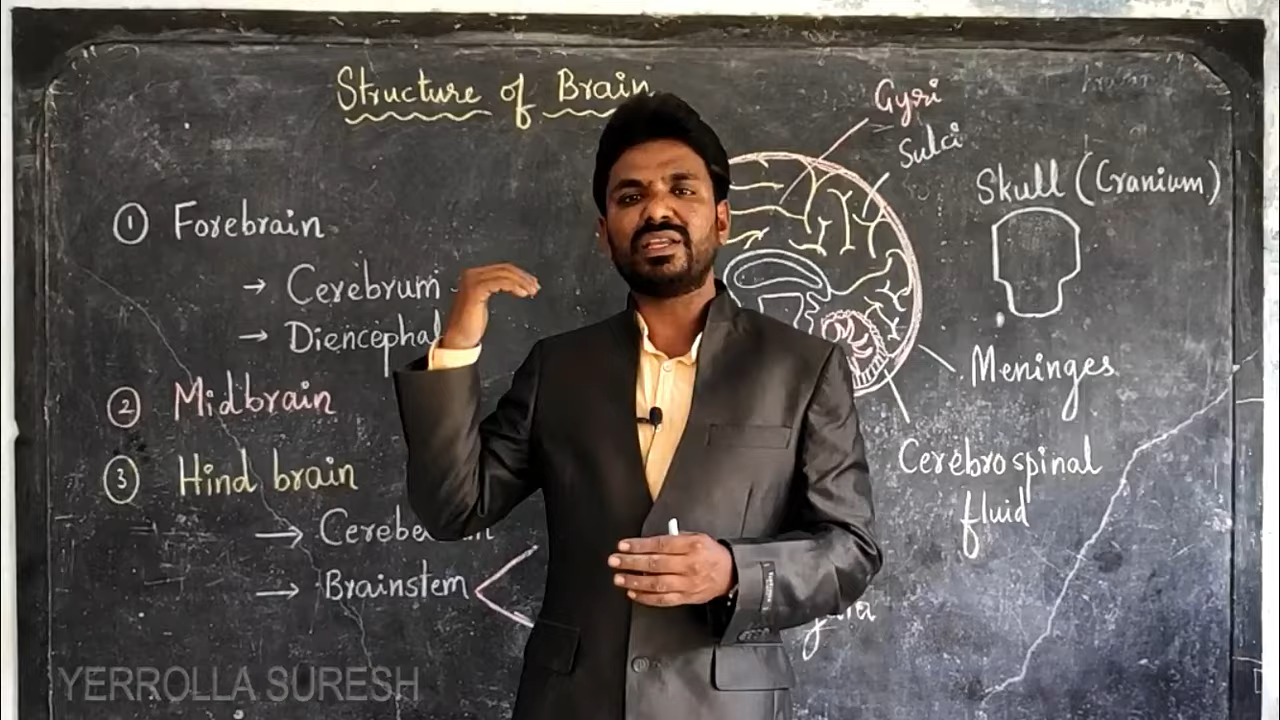 Structure of Brain
① Forebrain
→ Cerebrum
→ Diencephal
② Midbrain
③ Hind brain
→ Cerebe
→ Brainstem
Gyri
Sulci
Skull (Cranium)
Meninges
Cerebrospinal
fluid
YERROLLA SURESH